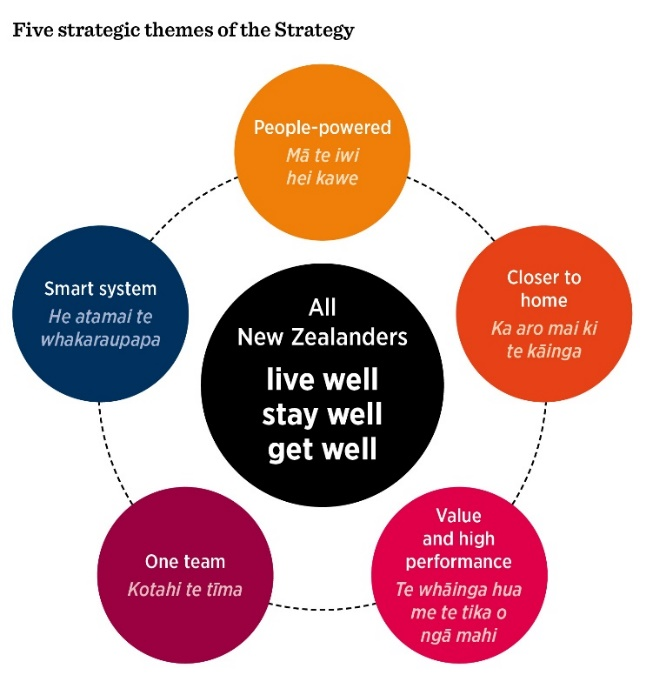 Five strategic themes of the Strategy
People-powered
Mā te iwi
hei kawe
Closer to
home
Ka aro mai ki
te kāinga
Value
and high
performance
Te whāinga hua
me te tika o
ngā mahi
One team
Kotahi te tīma
Smart system
He atamai te
whakaraupapa
All
New Zealanders
live well
stay well
get well